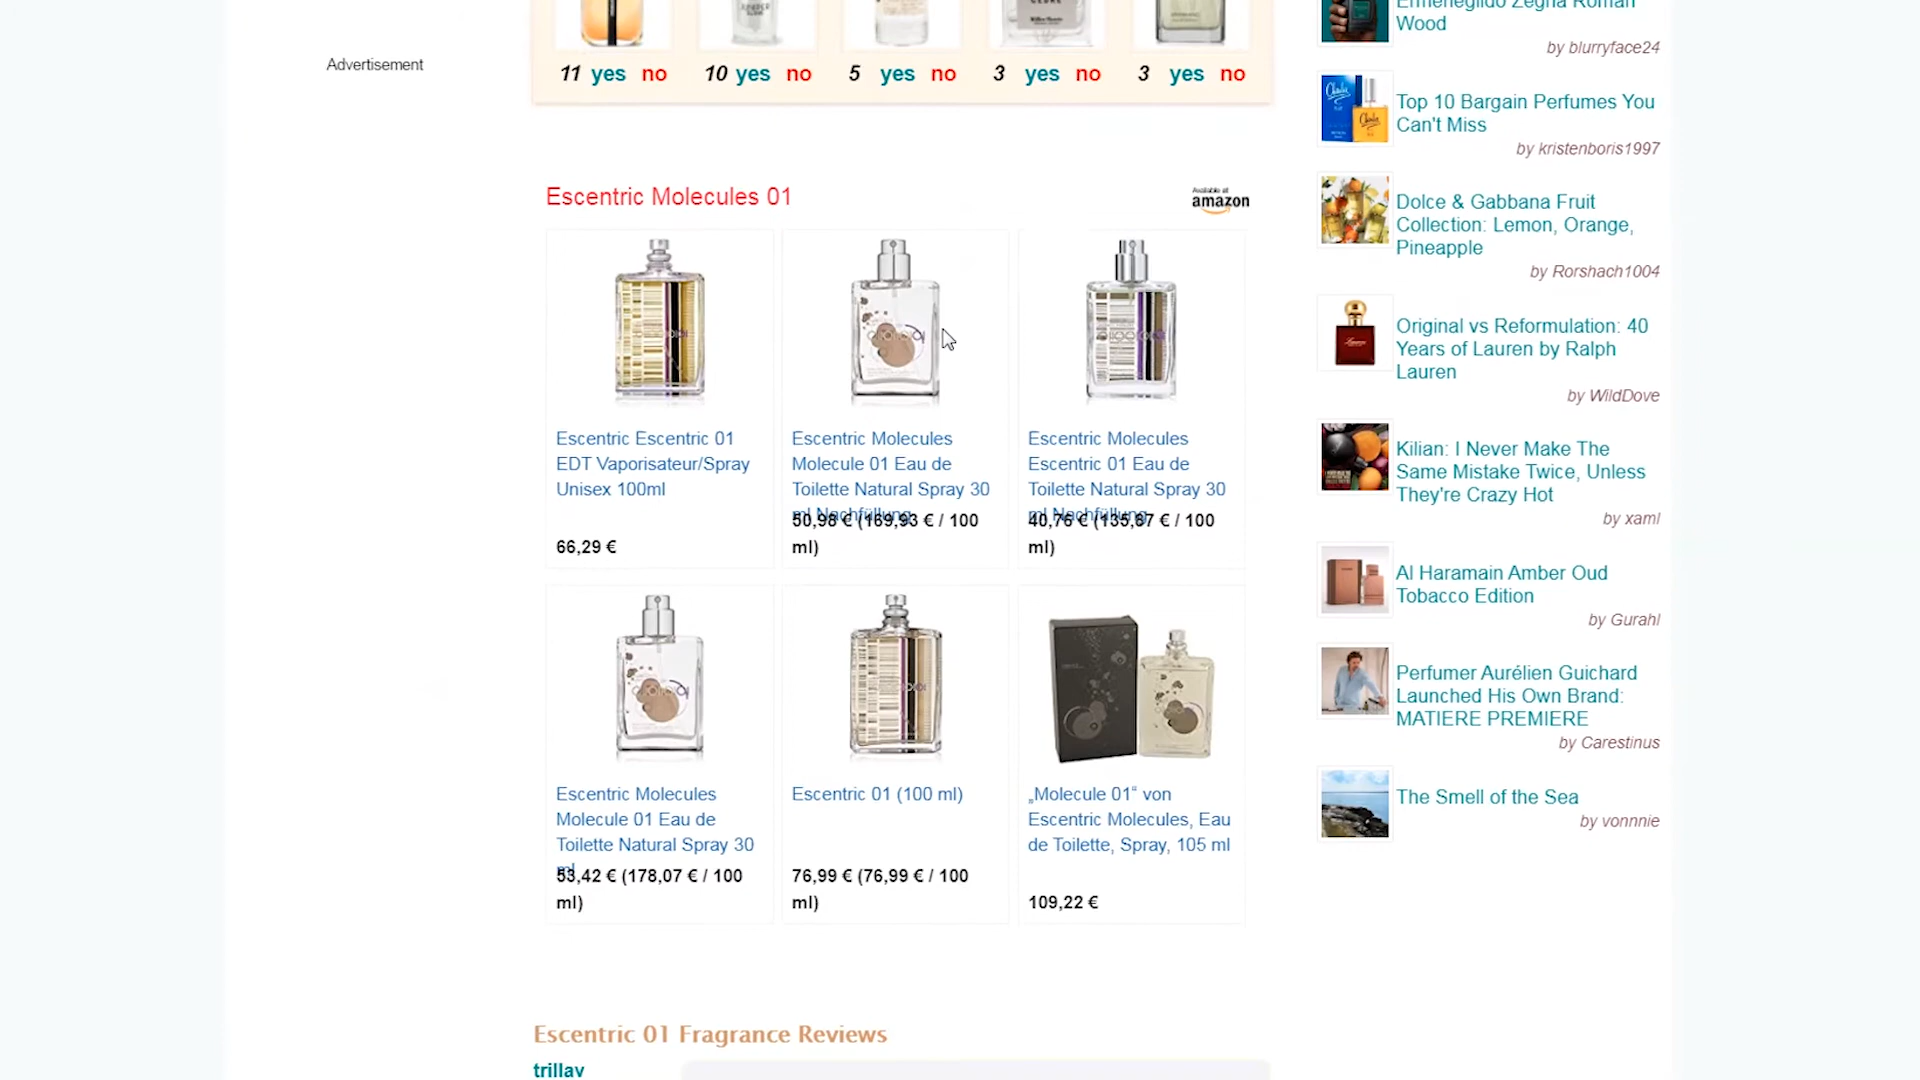 Advertisement
11 yes no
10 yes no
5 yes no
3 yes no
3 yes no
Escentric Molecules 01
Available at
amazon
Escentric Escentric 01
EDT Vaporisateur/Spray
Unisex 100ml
66,29 €
Escentric Molecules
Molecule 01 Eau de
Toilette Natural Spray 30
ml Nachfüllung
50,98 € (169,93 € / 100
ml)
Escentric Molecules
Escentric 01 Eau de
Toilette Natural Spray 30
ml Nachfüllung
40,76 € (135,87 € / 100
ml)
Escentric Molecules
Molecule 01 Eau de
Toilette Natural Spray 30
ml
53,42 € (178,07 € / 100
ml)
Escentric 01 (100 ml)
76,99 € (76,99 € / 100
ml)
„Molecule 01“ von
Escentric Molecules, Eau
de Toilette, Spray, 105 ml
109,22 €
Escentric 01 Fragrance Reviews
trillav
Ermenegildo Zegna Roman
Wood
by blurryface24
Top 10 Bargain Perfumes You
Can't Miss
by kristenboris1997
Dolce & Gabbana Fruit
Collection: Lemon, Orange,
Pineapple
by Rorshach1004
Original vs Reformulation: 40
Years of Lauren by Ralph
Lauren
by WildDove
Kilian: I Never Make The
Same Mistake Twice, Unless
They're Crazy Hot
by xaml
Al Haramain Amber Oud
Tobacco Edition
by Gurahl
Perfumer Aurélien Guichard
Launched His Own Brand:
MATIERE PREMIERE
by Carestinus
The Smell of the Sea
by vonnnie